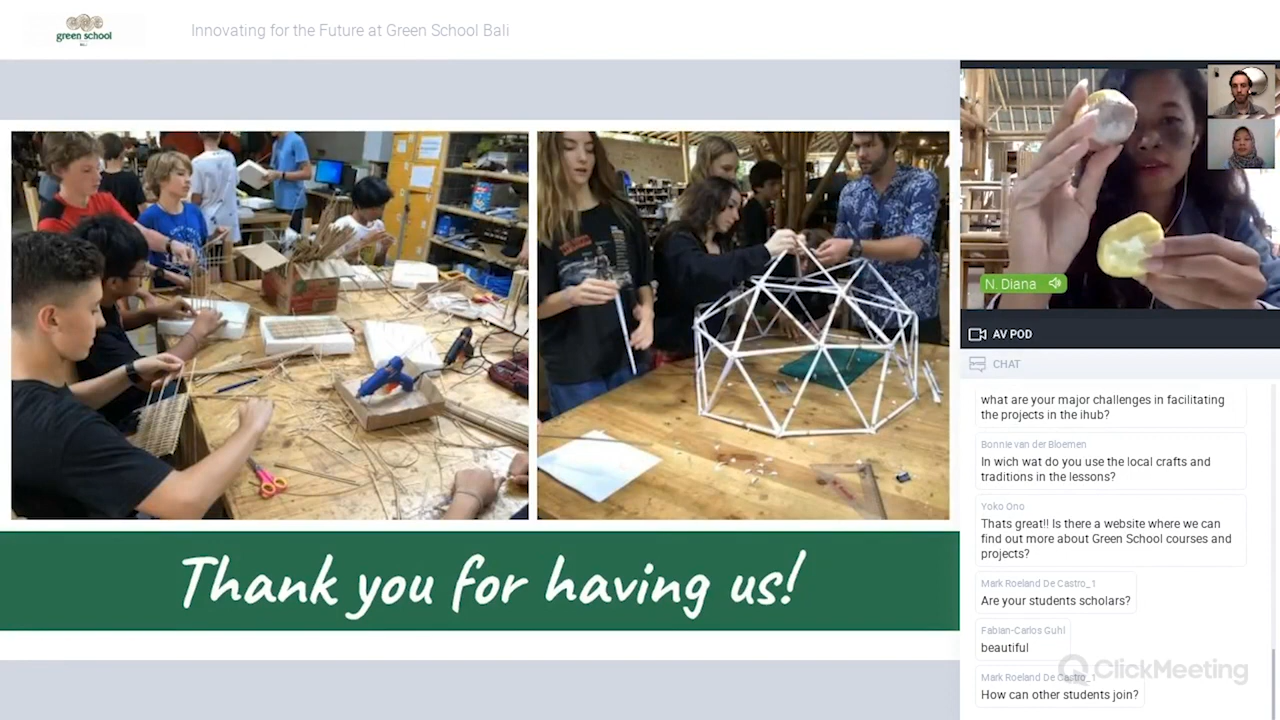 green school
Innovating for the Future at Green School Bali
N. Diana
AV POD
CHAT
what are your major challenges in facilitating
the projects in the ihub?
Bonnie van der Bloemen
In wich wat do you use the local crafts and
traditions in the lessons?
Yoko Ono
Thats great!! Is there a website where we can
find out more about Green School courses and
projects?
Mark Roeland De Castro_1
Are your students scholars?
Fabian-Carlos Guhl
beautiful
Mark Roeland De Castro_1
How can other students join?
ClickMeeting
Thank you for having us!